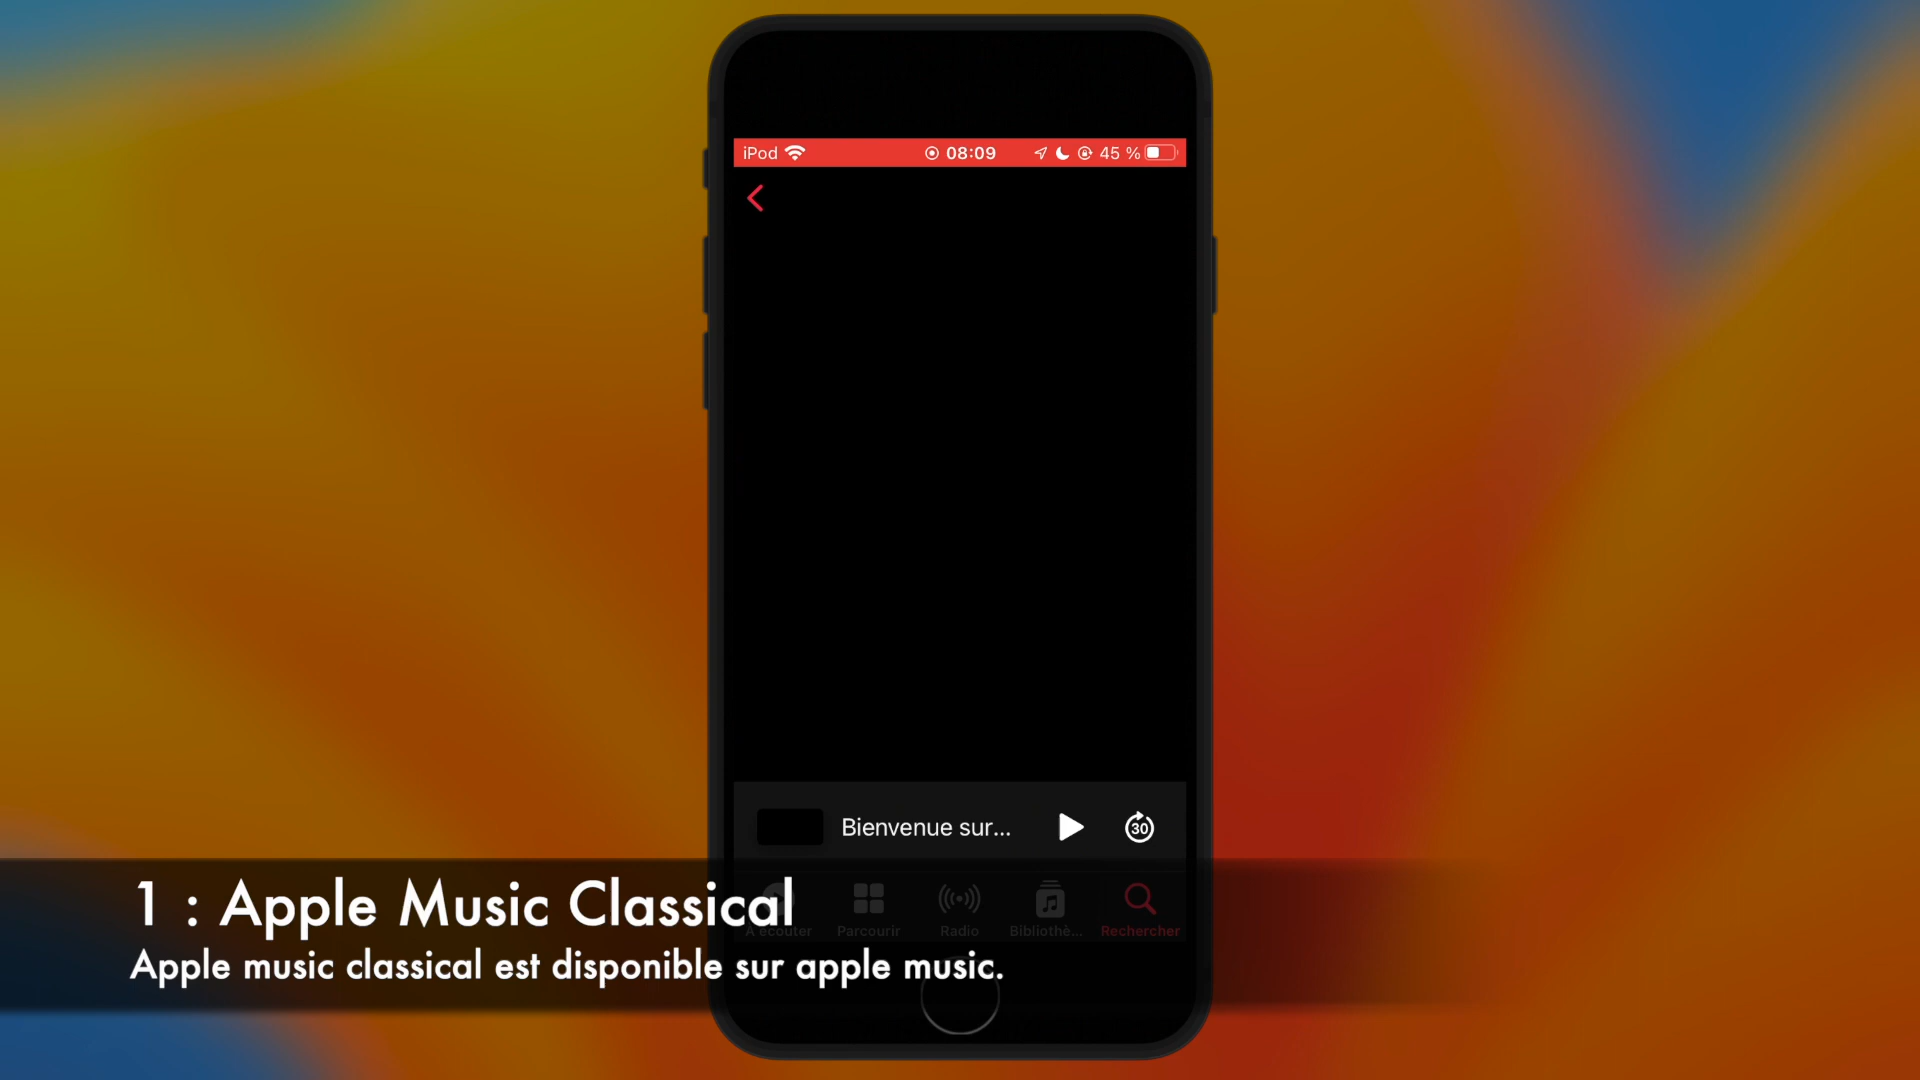 iPod 08:09 45 %
Bienvenue sur...
30
1 : Apple Music Classical
À écouter Parcourir Radio Bibliothè... Rechercher
Apple music classical est disponible sur apple music.